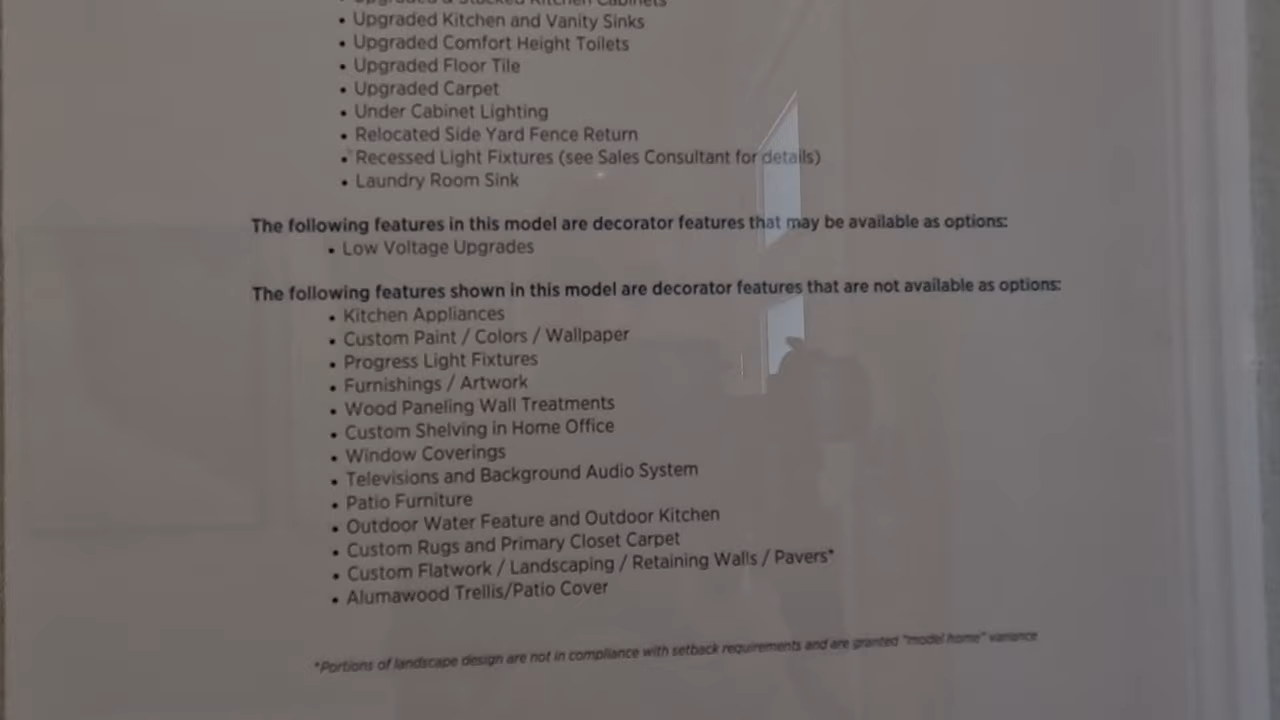 Upgraded & Stacked Kitchen Cabinets
• Upgraded Kitchen and Vanity Sinks
• Upgraded Comfort Height Toilets
• Upgraded Floor Tile
• Upgraded Carpet
• Under Cabinet Lighting
• Relocated Side Yard Fence Return
• Recessed Light Fixtures (see Sales Consultant for details)
• Laundry Room Sink
The following features in this model are decorator features that may be available as options:
• Low Voltage Upgrades
The following features shown in this model are decorator features that are not available as options:
• Kitchen Appliances
• Custom Paint / Colors / Wallpaper
• Progress Light Fixtures
• Furnishings / Artwork
• Wood Paneling Wall Treatments
• Custom Shelving in Home Office
• Window Coverings
• Televisions and Background Audio System
• Patio Furniture
• Outdoor Water Feature and Outdoor Kitchen
• Custom Rugs and Primary Closet Carpet
• Custom Flatwork / Landscaping / Retaining Walls / Pavers*
• Alumawood Trellis/Patio Cover
*Portions of landscape design are not in compliance with setback requirements and are granted "model home" variance